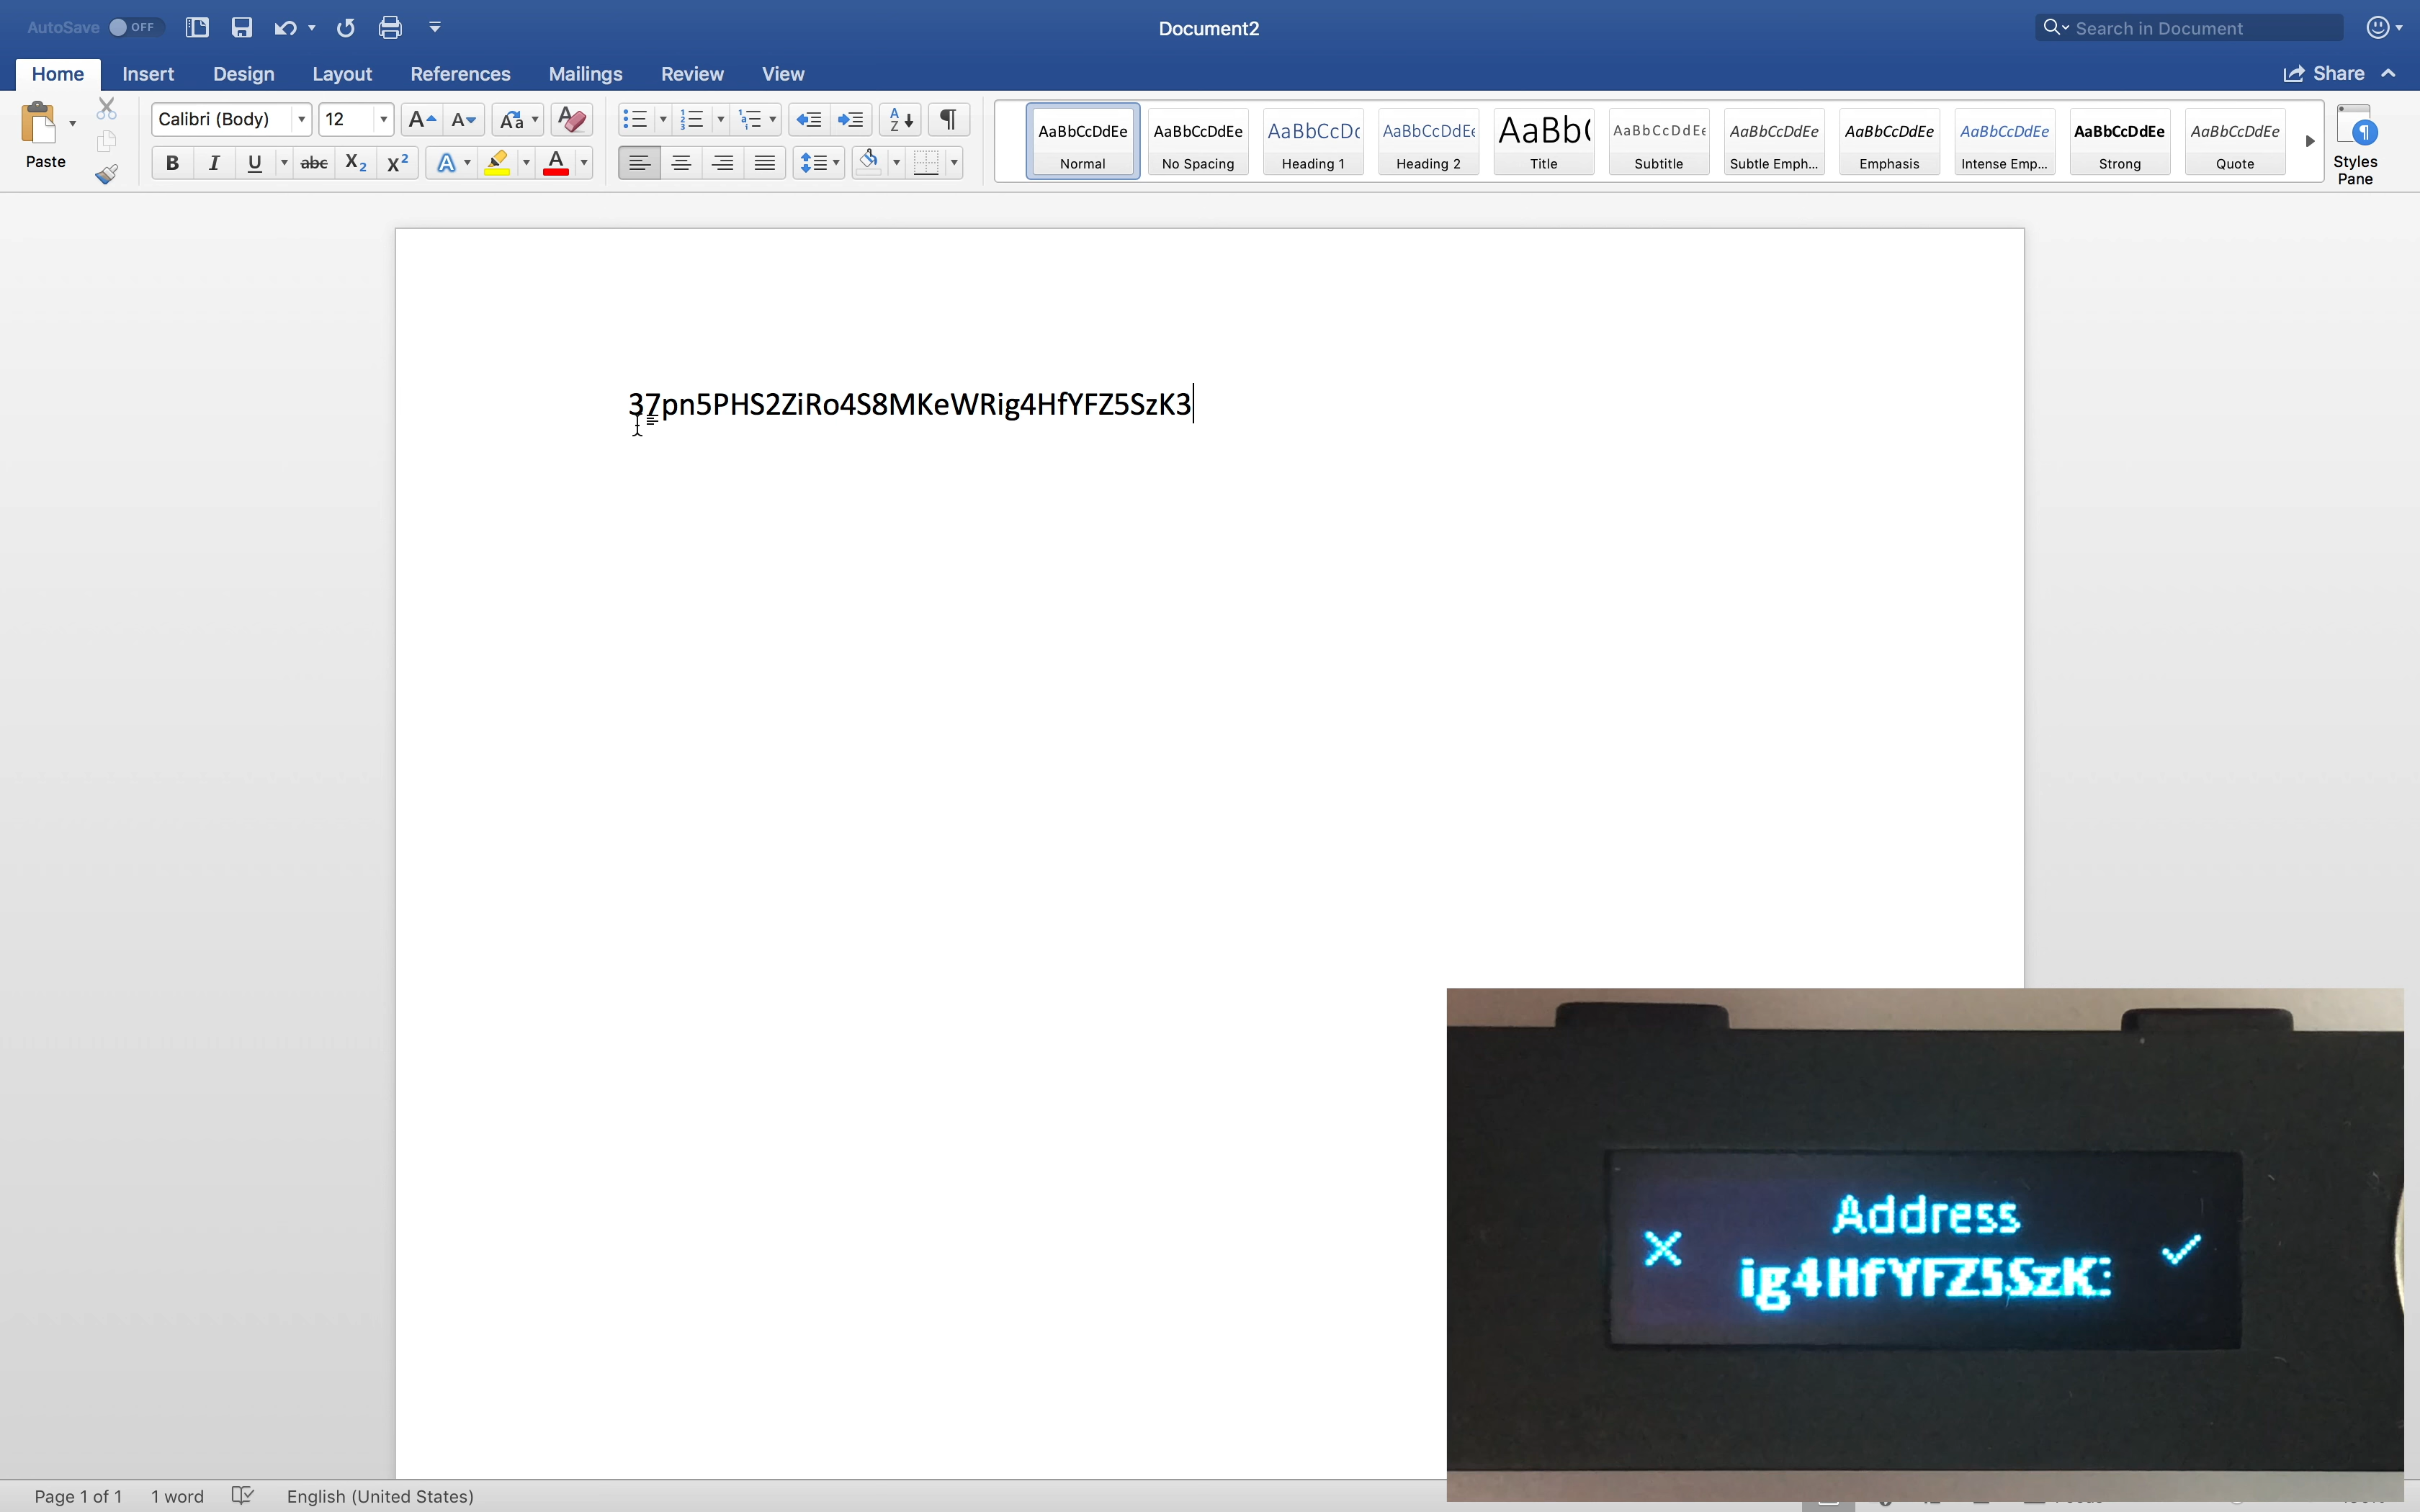 AutoSave OFF
Document2
Search in Document
Home Insert Design Layout References Mailings Review View
Share
Paste
Calibri (Body) 12
AaBbCcDdEe
Normal
AaBbCcDdEe
No Spacing
AaBbCcDc
Heading 1
AaBbCcDdEe
Heading 2
AaBb(
Title
AaBbCcDdEe
Subtitle
AaBbCcDdEe
Subtle Emph...
AaBbCcDdEe
Emphasis
AaBbCcDdEe
Intense Emp...
AaBbCcDdEe
Strong
AaBbCcDdEe
Quote
Styles
Pane
B I U abc X₂ X²
37pn5PHS2ZiRo4S8MKeWRig4HfYFZ5SzK3
Address
ig4HfYFZ5SzK
Page 1 of 1 1 word English (United States)